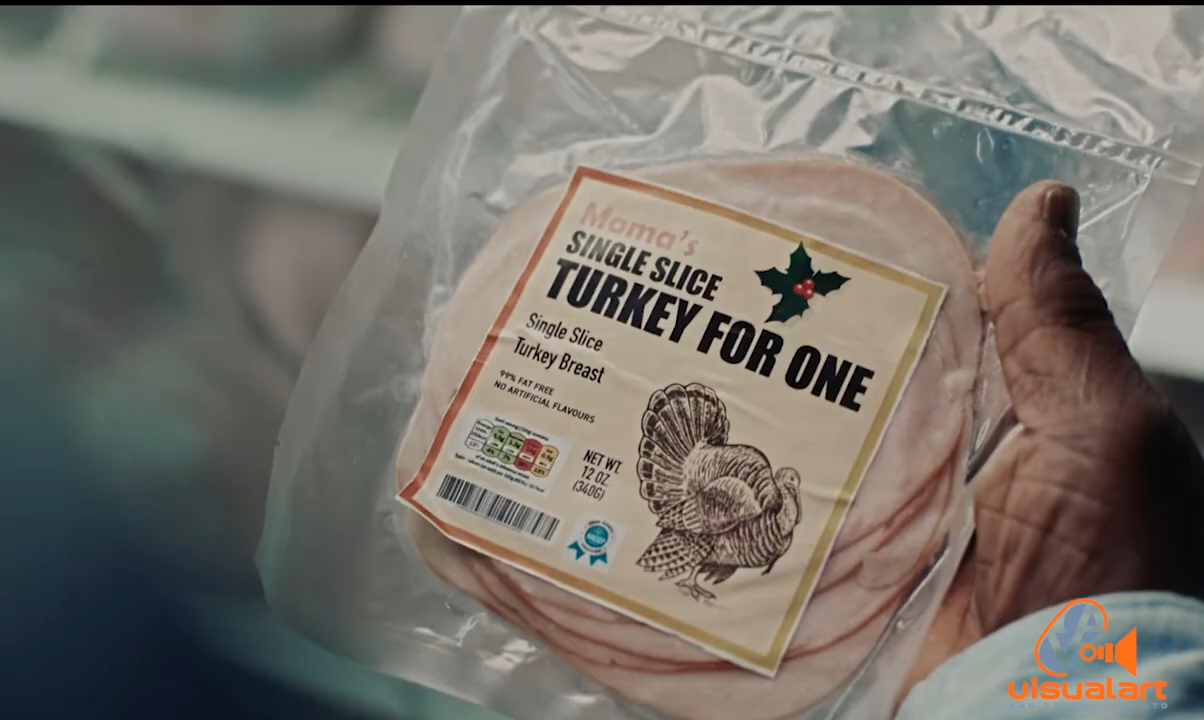 Mama's
SINGLE SLICE
TURKEY FOR ONE
Single Slice
Turkey Breast
99% FAT FREE
NO ARTIFICIAL FLAVOURS
NET WT.
12 OZ.
(340G)
visualart